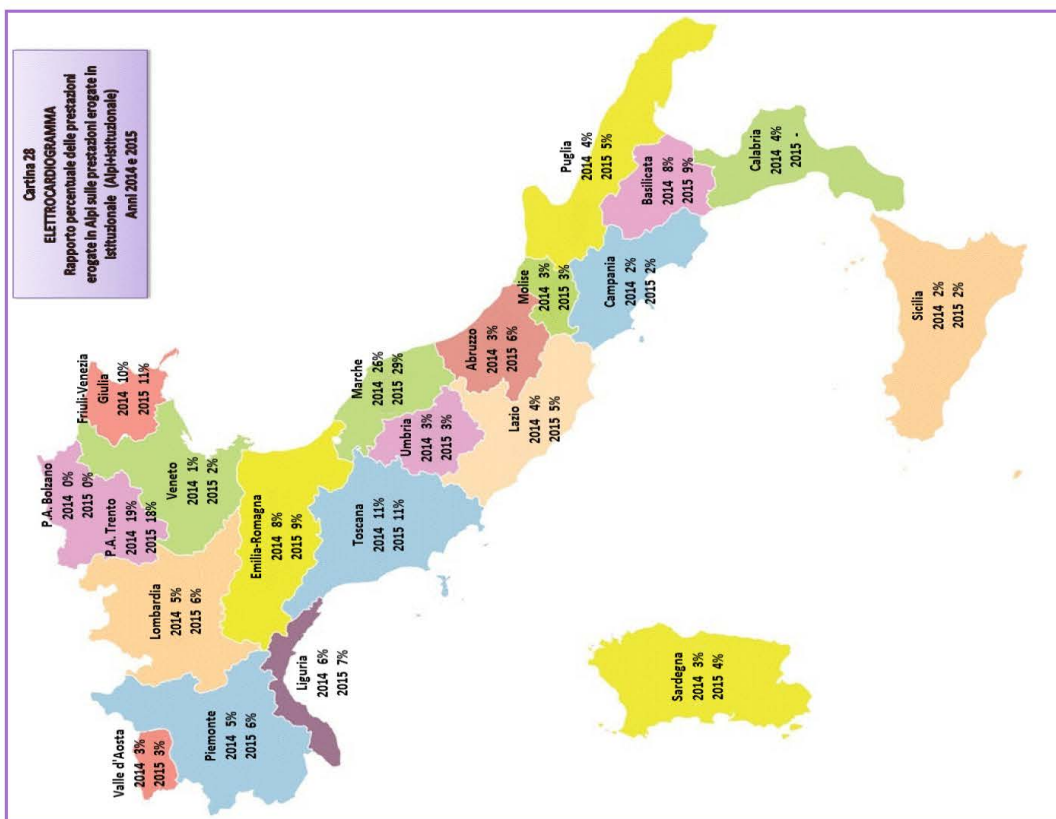 Cartina 28
ELETTROCARDIOGRAMMA
Rapporto percentuale delle prestazioni
erogate in Alpi sulle prestazioni erogate in
Istituzionale (Alpi+istituzionale)
Anni 2014 e 2015
P.A. Bolzano
2014 0%
2015 0%
P.A. Trento
2014 19%
2015 18%
Friuli-Venezia
Giulia
2014 10%
2015 11%
Veneto
2014 1%
2015 2%
Valle d'Aosta
2014 3%
2015 3%
Lombardia
2014 5%
2015 6%
Piemonte
2014 5%
2015 6%
Emilia-Romagna
2014 8%
2015 9%
Liguria
2014 6%
2015 7%
Toscana
2014 11%
2015 11%
Marche
2014 26%
2015 29%
Umbria
2014 3%
2015 3%
Abruzzo
2014 3%
2015 6%
Lazio
2014 4%
2015 5%
Molise
2014 3%
2015 3%
Puglia
2014 4%
2015 5%
Campania
2014 2%
2015 2%
Basilicata
2014 8%
2015 9%
Calabria
2014 4%
2015 -
Sardegna
2014 3%
2015 4%
Sicilia
2014 2%
2015 2%